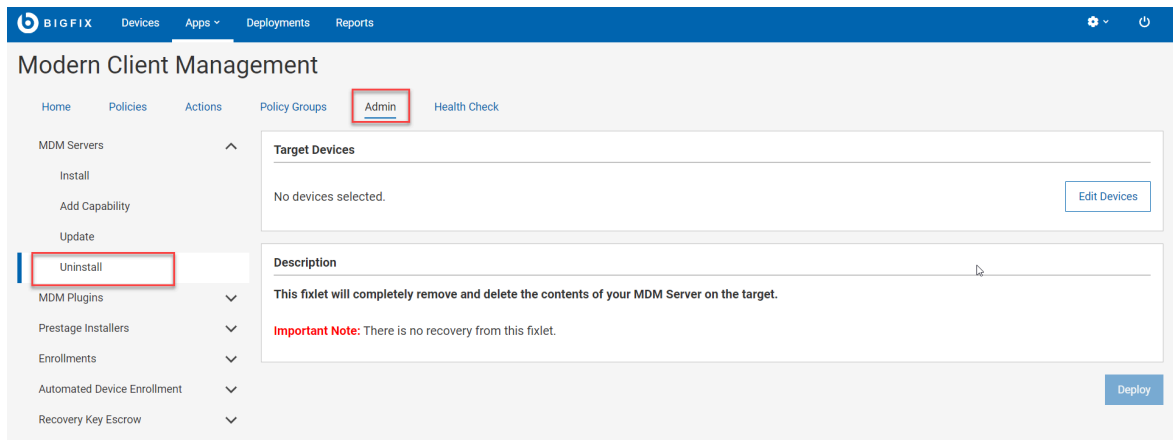 BIGFIX Devices Apps Deployments Reports
Modern Client Management
Home Policies Actions Policy Groups Admin Health Check
MDM Servers
Install
Add Capability
Update
Uninstall
MDM Plugins
Prestage Installers
Enrollments
Automated Device Enrollment
Recovery Key Escrow
Target Devices
No devices selected.
Edit Devices
Description
This fixlet will completely remove and delete the contents of your MDM Server on the target.
Important Note: There is no recovery from this fixlet.
Deploy